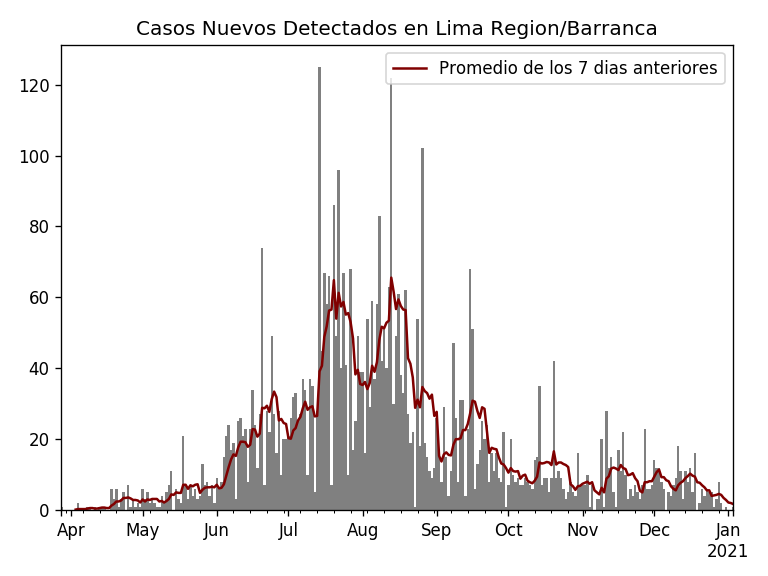 Casos Nuevos Detectados en Lima Region/Barranca
Promedio de los 7 dias anteriores
120
100
80
60
40
20
0
Apr May Jun Jul Aug Sep Oct Nov Dec Jan
2021